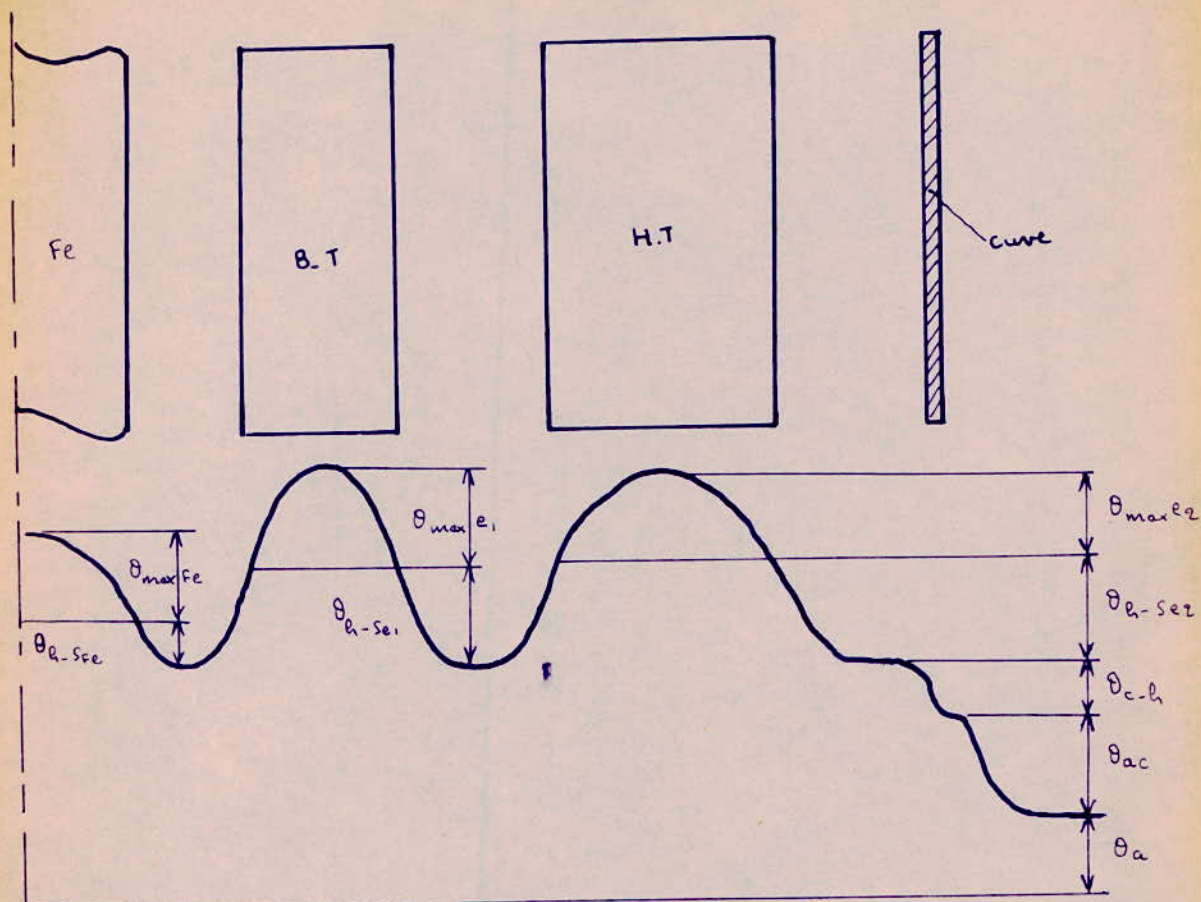 Fe
B_T
H.T
cuve
θmax Fe
θh-sFe
θmax e1
θh-se1
θmax e2
θh-se2
θc-h
θac
θa